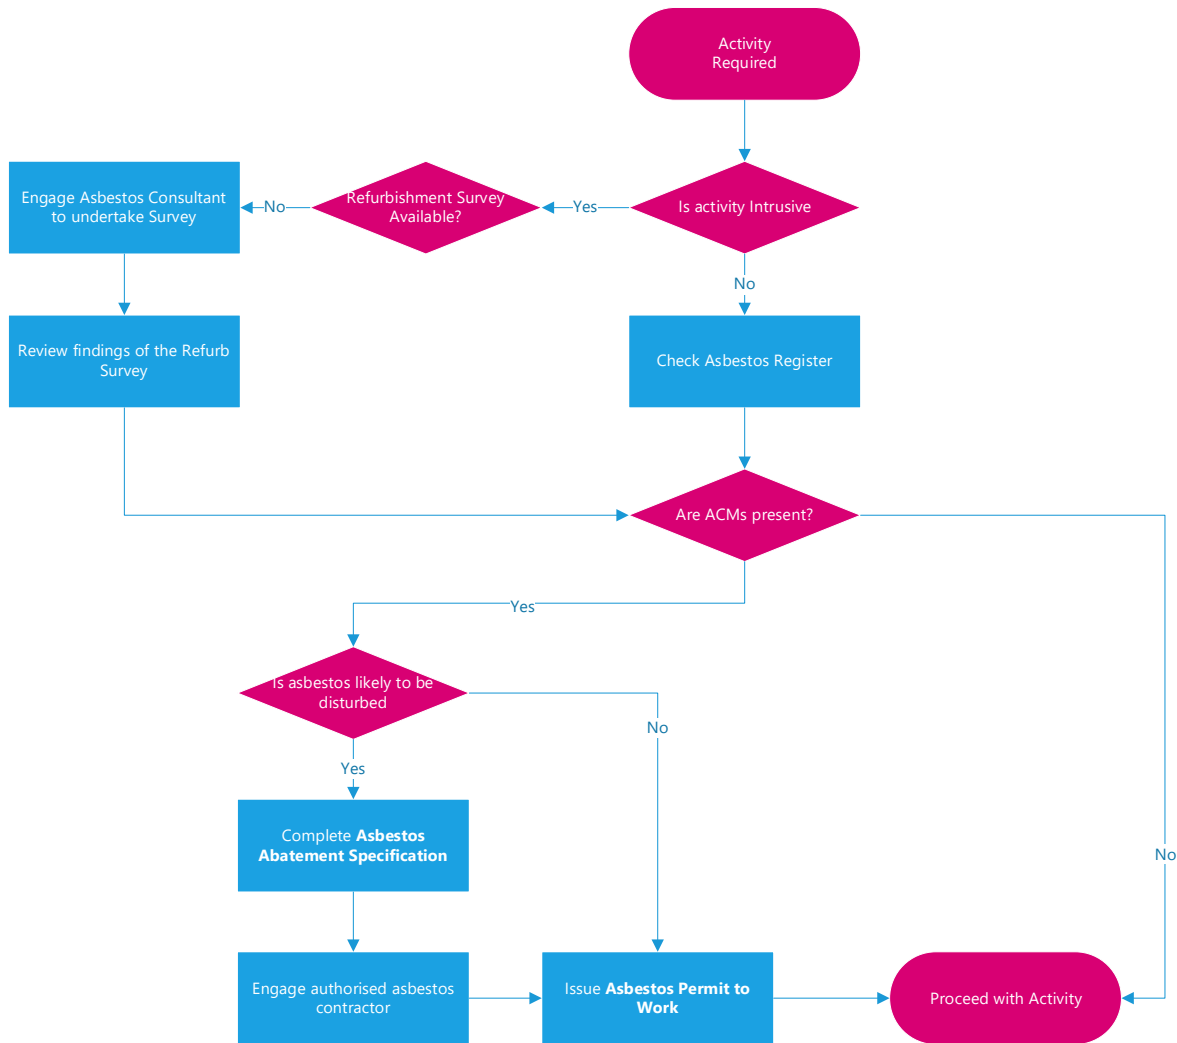 Activity
Required
Engage Asbestos Consultant
to undertake Survey
No
Refurbishment Survey
Available?
Yes
Is activity Intrusive
No
Review findings of the Refurb
Survey
Check Asbestos Register
Are ACMs present?
Yes
Is asbestos likely to be
disturbed
No
Yes
Complete Asbestos
Abatement Specification
No
Engage authorised asbestos
contractor
Issue Asbestos Permit to
Work
Proceed with Activity